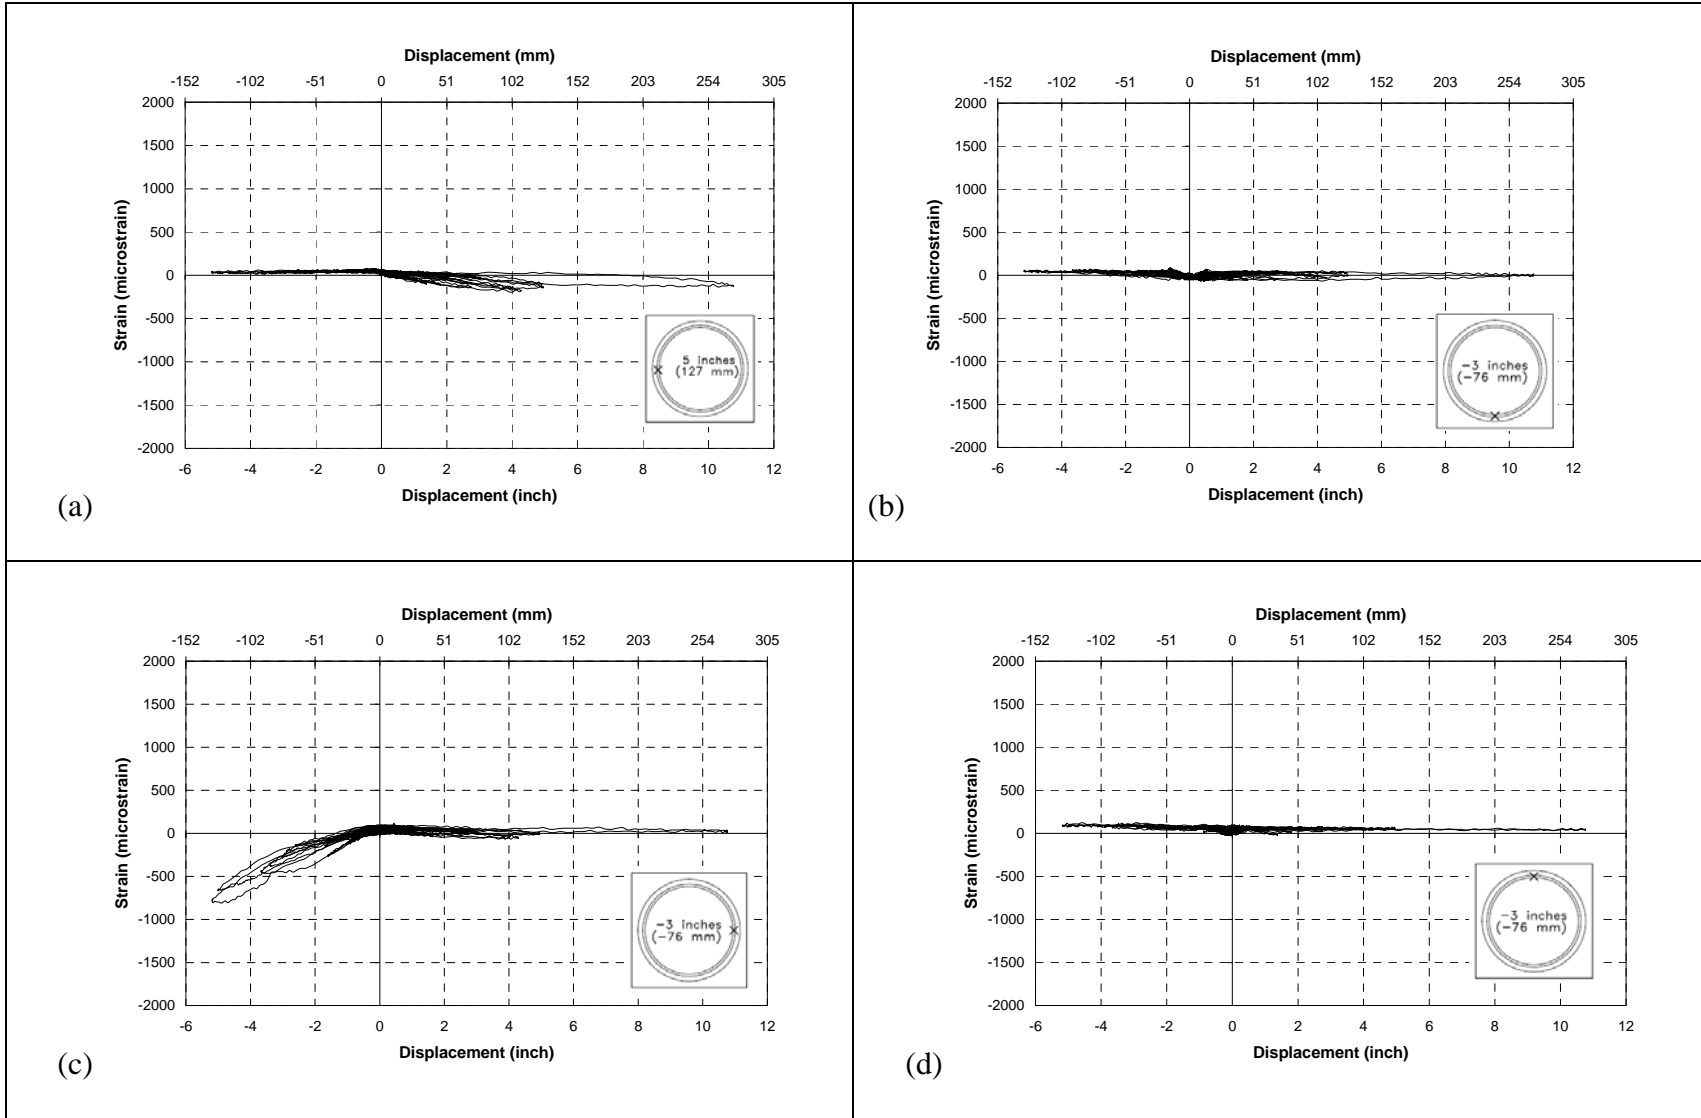 Displacement (mm)
-152 -102 -51 0 51 102 152 203 254 305
2000
1500
1000
500
0
-500
-1000
-1500
-2000
Strain (microstrain)
5 inches
(127 mm)
-6 -4 -2 0 2 4 6 8 10 12
Displacement (inch)
(a)
Displacement (mm)
-152 -102 -51 0 51 102 152 203 254 305
2000
1500
1000
500
0
-500
-1000
-1500
-2000
Strain (microstrain)
-3 inches
(-76 mm)
-6 -4 -2 0 2 4 6 8 10 12
Displacement (inch)
(b)
Displacement (mm)
-152 -102 -51 0 51 102 152 203 254 305
2000
1500
1000
500
0
-500
-1000
-1500
-2000
Strain (microstrain)
-3 inches
(-76 mm)
-6 -4 -2 0 2 4 6 8 10 12
Displacement (inch)
(c)
Displacement (mm)
-152 -102 -51 0 51 102 152 203 254 305
2000
1500
1000
500
0
-500
-1000
-1500
-2000
Strain (microstrain)
-3 inches
(-76 mm)
-6 -4 -2 0 2 4 6 8 10 12
Displacement (inch)
(d)